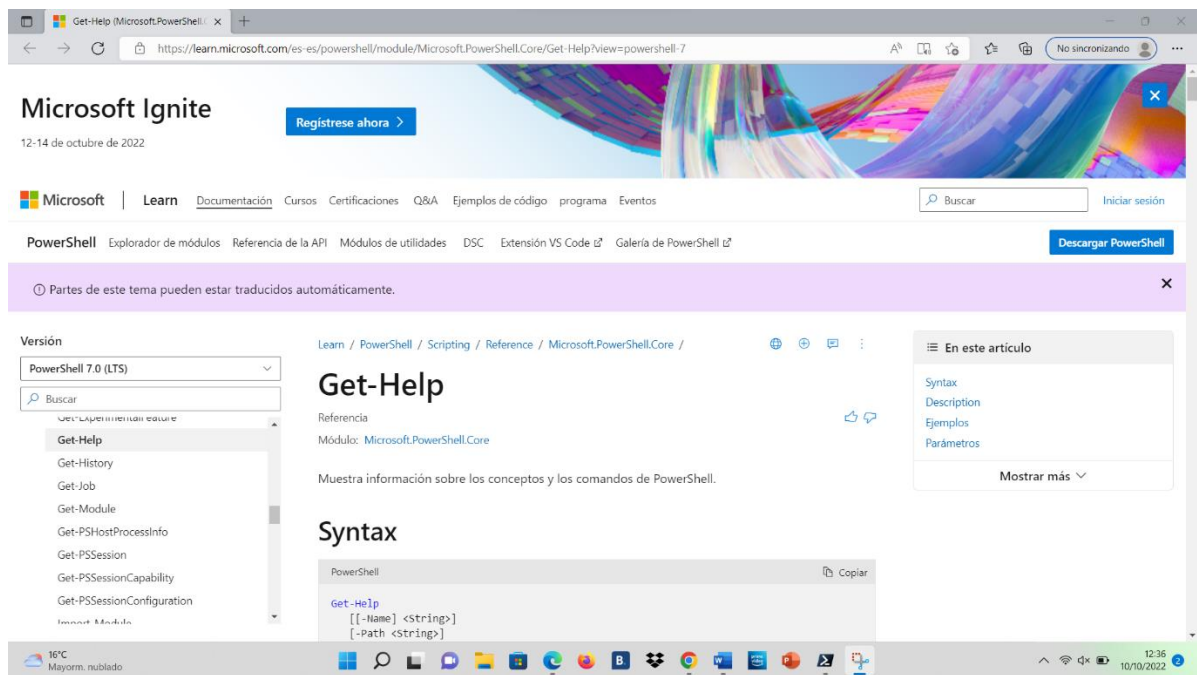 Get-Help (Microsoft.PowerShell.C
https://learn.microsoft.com/es-es/powershell/module/Microsoft.PowerShell.Core/Get-Help?view=powershell-7
No sincronizando
Microsoft Ignite
12-14 de octubre de 2022
Regístrese ahora >
Microsoft
Learn
Documentación Cursos Certificaciones Q&A Ejemplos de código programa Eventos
Buscar
Iniciar sesión
PowerShell Explorador de módulos Referencia de la API Módulos de utilidades DSC Extensión VS Code Galería de PowerShell
Descargar PowerShell
Partes de este tema pueden estar traducidos automáticamente.
Versión
PowerShell 7.0 (LTS)
Buscar
Get-ExperimentalFeature
Get-Help
Get-History
Get-Job
Get-Module
Get-PSHostProcessInfo
Get-PSSession
Get-PSSessionCapability
Get-PSSessionConfiguration
Import-Module
Learn / PowerShell / Scripting / Reference / Microsoft.PowerShell.Core /
Get-Help
Referencia
Módulo: Microsoft.PowerShell.Core
Muestra información sobre los conceptos y los comandos de PowerShell.
Syntax
PowerShell
Copiar
Get-Help
[[-Name] <String>]
[-Path <String>]
En este artículo
Syntax
Description
Ejemplos
Parámetros
Mostrar más
16°C
Mayorm. nublado
12:36
10/10/2022
2